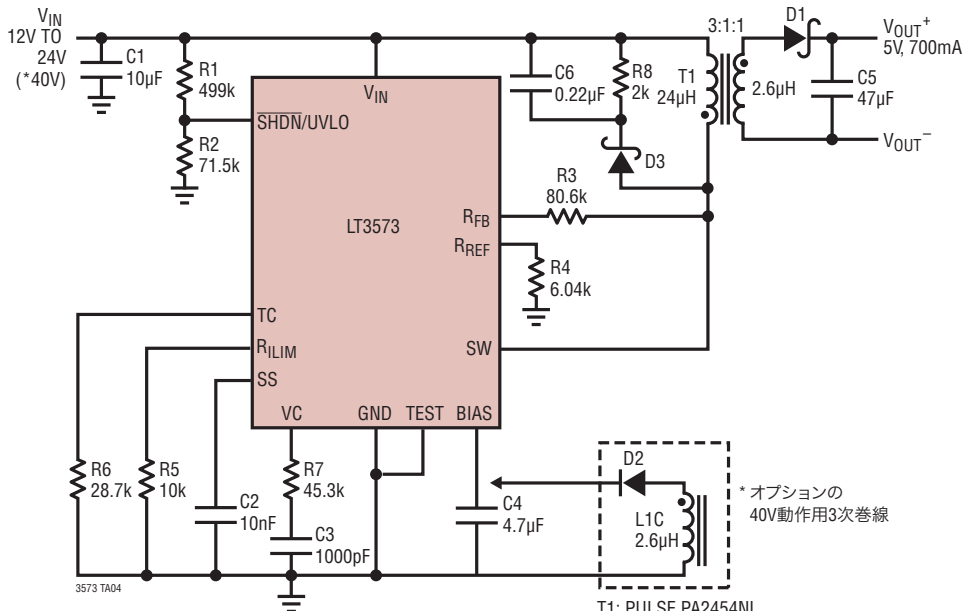 VIN
12V TO
24V
(*40V)
C1
10µF
R1
499k
R2
71.5k
VIN
SHDN/UVLO
LT3573
RFB
RREF
TC
RILIM
SS
SW
VC
GND
TEST
BIAS
C6
0.22µF
R8
2k
D3
R3
80.6k
R4
6.04k
3:1:1
T1
24µH
2.6µH
D1
C5
47µF
VOUT+
5V, 700mA
VOUT−
R6
28.7k
R5
10k
C2
10nF
R7
45.3k
C3
1000pF
C4
4.7µF
D2
L1C
2.6µH
* オプションの
40V動作用3次巻線
3573 TA04
T1: PULSE PA2454NL